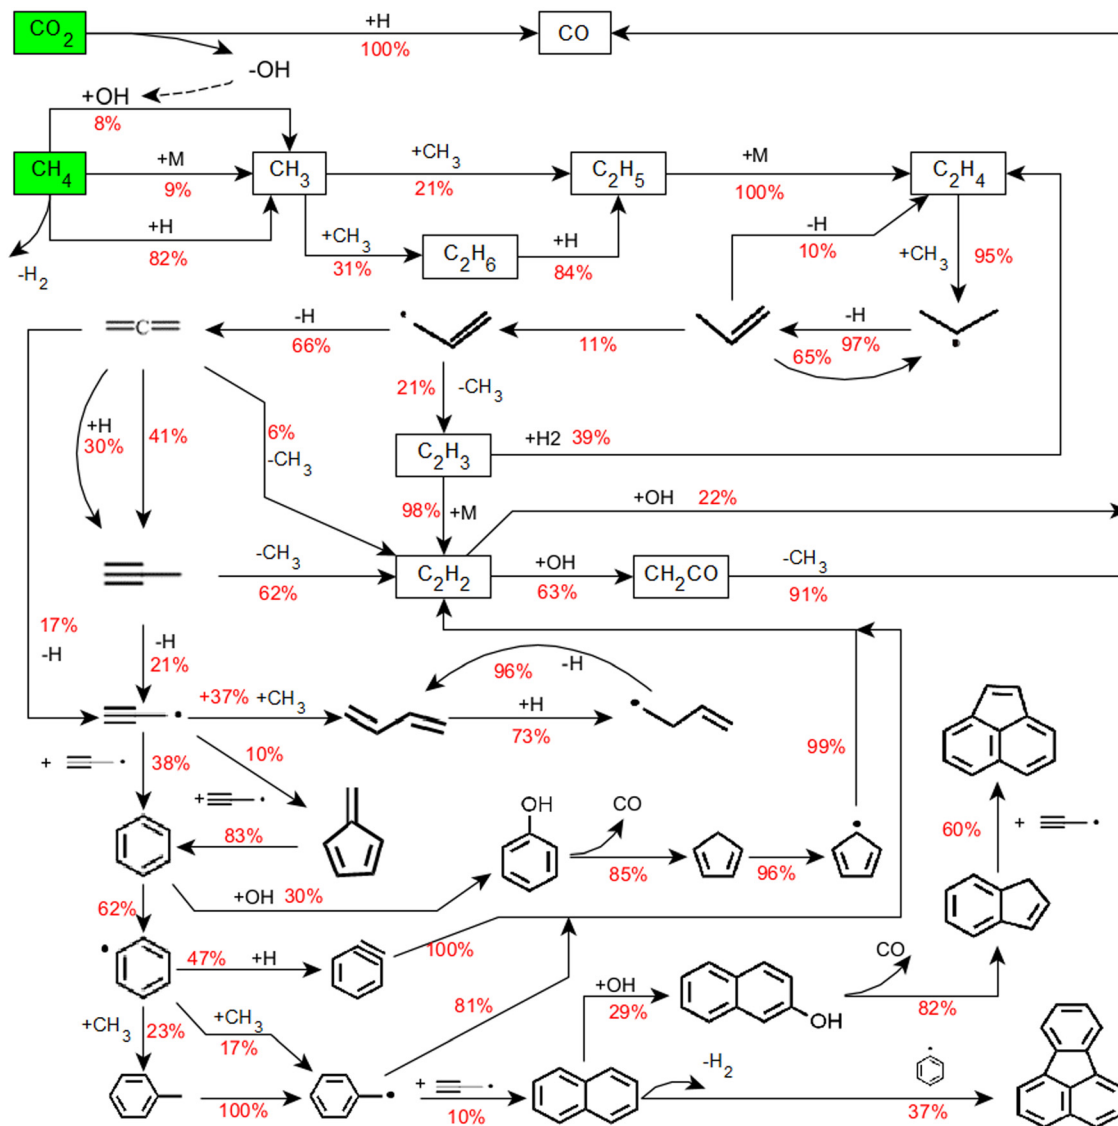 CO₂
+H
100%
CO
-OH
+OH
8%
CH₄
+M
9%
CH₃
+CH₃
21%
C₂H₅
+M
100%
C₂H₄
+H
82%
-H₂
+CH₃
31%
C₂H₆
+H
84%
-H
10%
+CH₃
95%
C
-H
66%
11%
-H
97%
65%
21%
-CH₃
+H
30%
41%
6%
-CH₃
C₂H₃
+H2
39%
98%
+M
+OH
22%
-CH₃
62%
C₂H₂
+OH
63%
CH₂CO
-CH₃
91%
17%
-H
-H
21%
96%
-H
+37%
+CH₃
+H
73%
99%
+
38%
10%
+
83%
OH
CO
85%
96%
60%
+
+OH
30%
62%
47%
+H
100%
CO
+OH
29%
OH
82%
81%
+CH₃
23%
+CH₃
17%
100%
+
10%
-H₂
37%